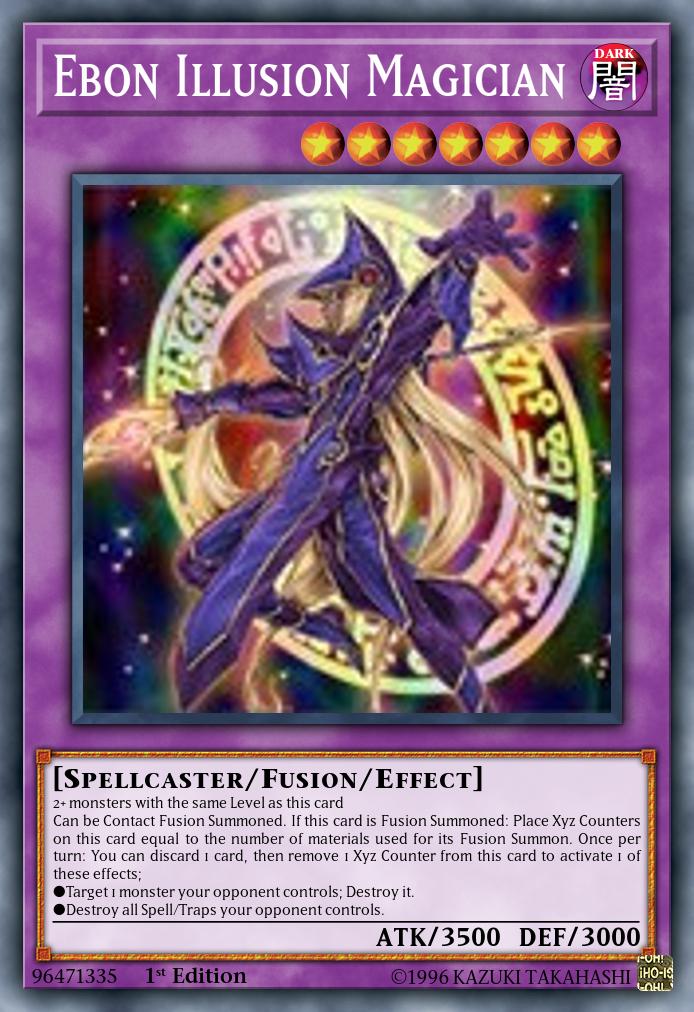 Ebon Illusion Magician
DARK
闇
[Spellcaster/Fusion/Effect]
2+ monsters with the same Level as this card
Can be Contact Fusion Summoned. If this card is Fusion Summoned: Place Xyz Counters
on this card equal to the number of materials used for its Fusion Summon. Once per
turn: You can discard 1 card, then remove 1 Xyz Counter from this card to activate 1 of
these effects;
●Target 1 monster your opponent controls; Destroy it.
●Destroy all Spell/Traps your opponent controls.
ATK/3500 DEF/3000
96471335 1st Edition ©1996 KAZUKI TAKAHASHI